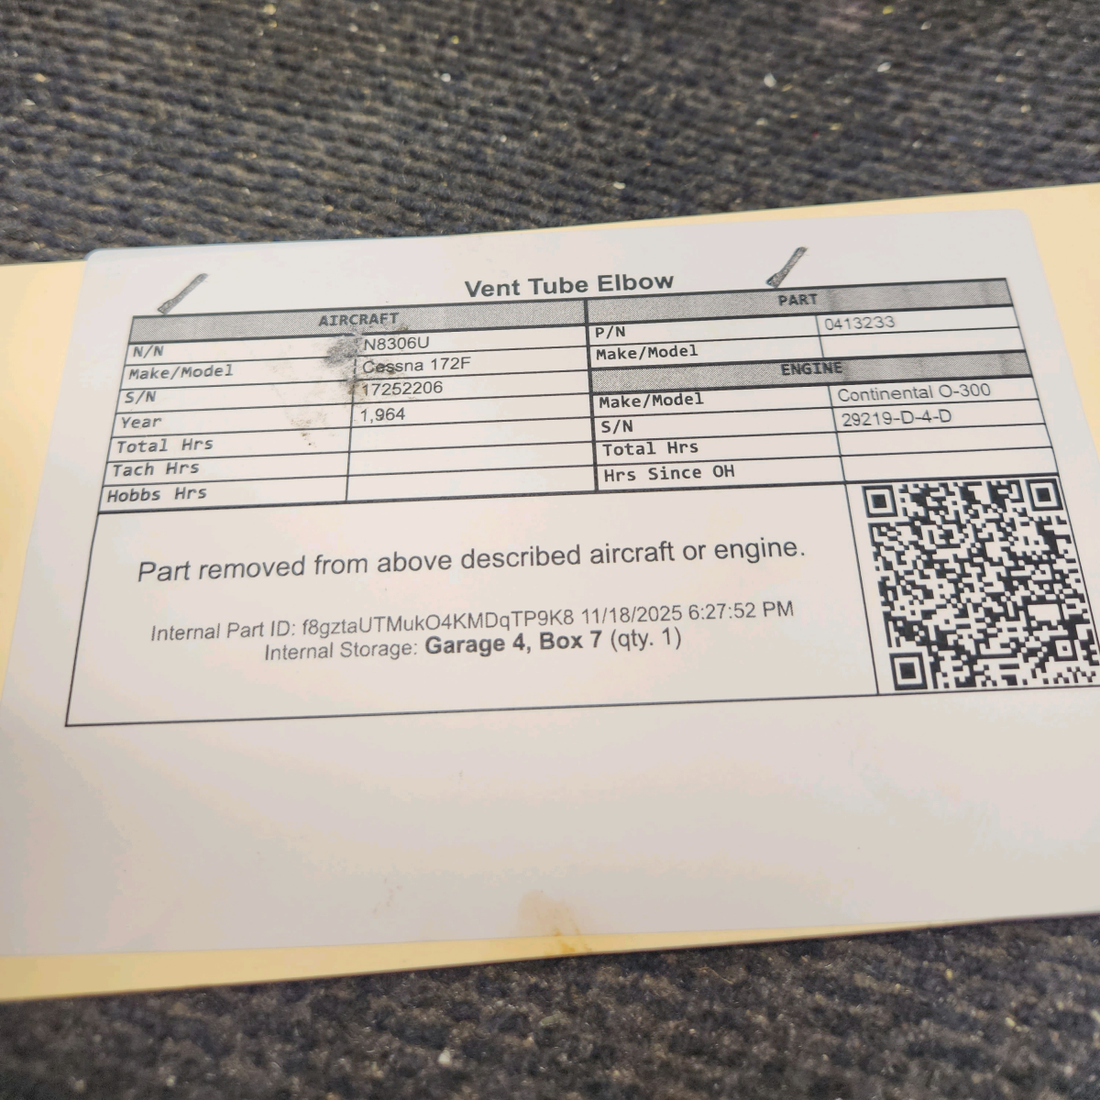 Vent Tube Elbow
AIRCRAFT
N/N N8306U
Make/Model Cessna 172F
S/N 17252206
Year 1,964
Total Hrs
Tach Hrs
Hobbs Hrs
PART
P/N 0413233
Make/Model
ENGINE
Make/Model Continental O-300
S/N 29219-D-4-D
Total Hrs
Hrs Since OH
Part removed from above described aircraft or engine.
Internal Part ID: f8gztaUTMukO4KMDqTP9K8 11/18/2025 6:27:52 PM
Internal Storage: Garage 4, Box 7 (qty. 1)